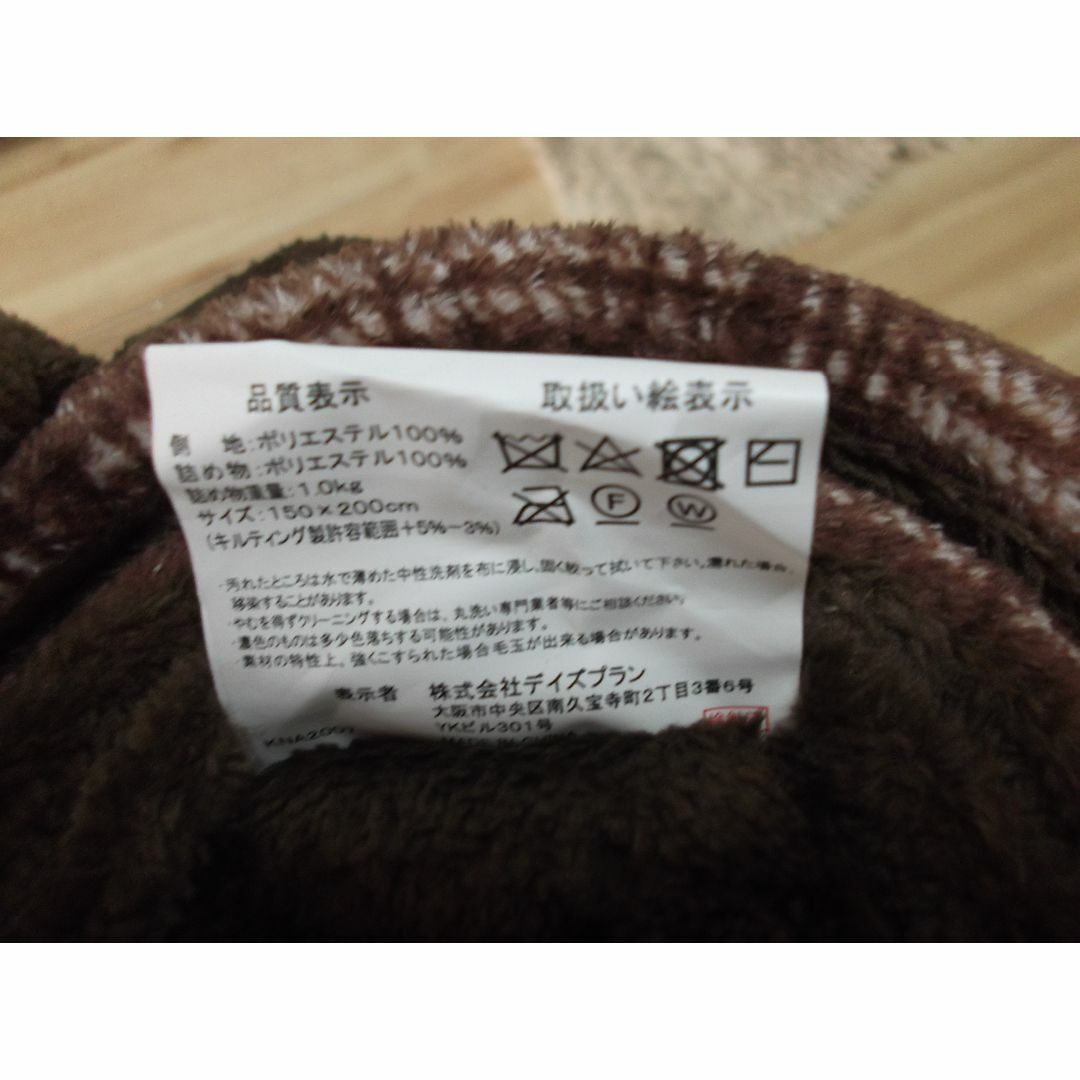 品質表示
側 地:ポリエステル100%
詰め物:ポリエステル100%
詰め物重量:1.0kg
サイズ:150×200cm
(キルティング製許容範囲+5%~-3%)
取扱い絵表示
F
W
・汚れたところは水で薄めた中性洗剤を布に浸し、固く絞って拭いて下さい。濡れた場合、
移染することがあります。
・やむを得ずクリーニングする場合は、丸洗い専門業者等にご相談ください。
・濃色のものは多少色落ちする可能性があります。
・素材の特性上、強くこすられた場合毛玉が出来る場合があります。
表示者 株式会社デイズプラン
大阪市中央区南久宝寺町2丁目3番6号
YKビル301号
MADE IN CHINA